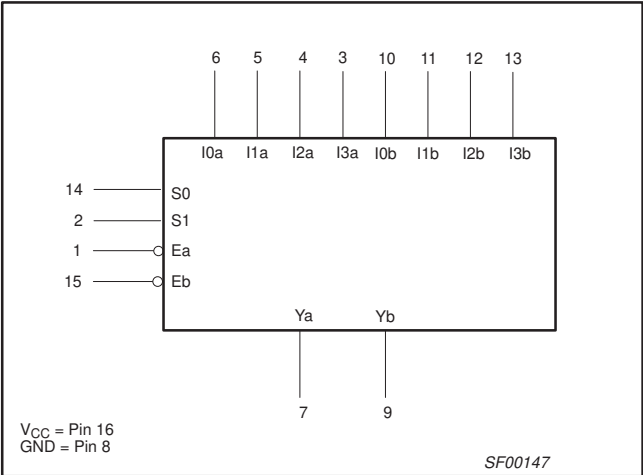 6 5 4 3 10 11 12 13
I0a I1a I2a I3a I0b I1b I2b I3b
14 S0
2 S1
1 Ea
15 Eb
Ya Yb
7 9
VCC = Pin 16
GND = Pin 8
SF00147